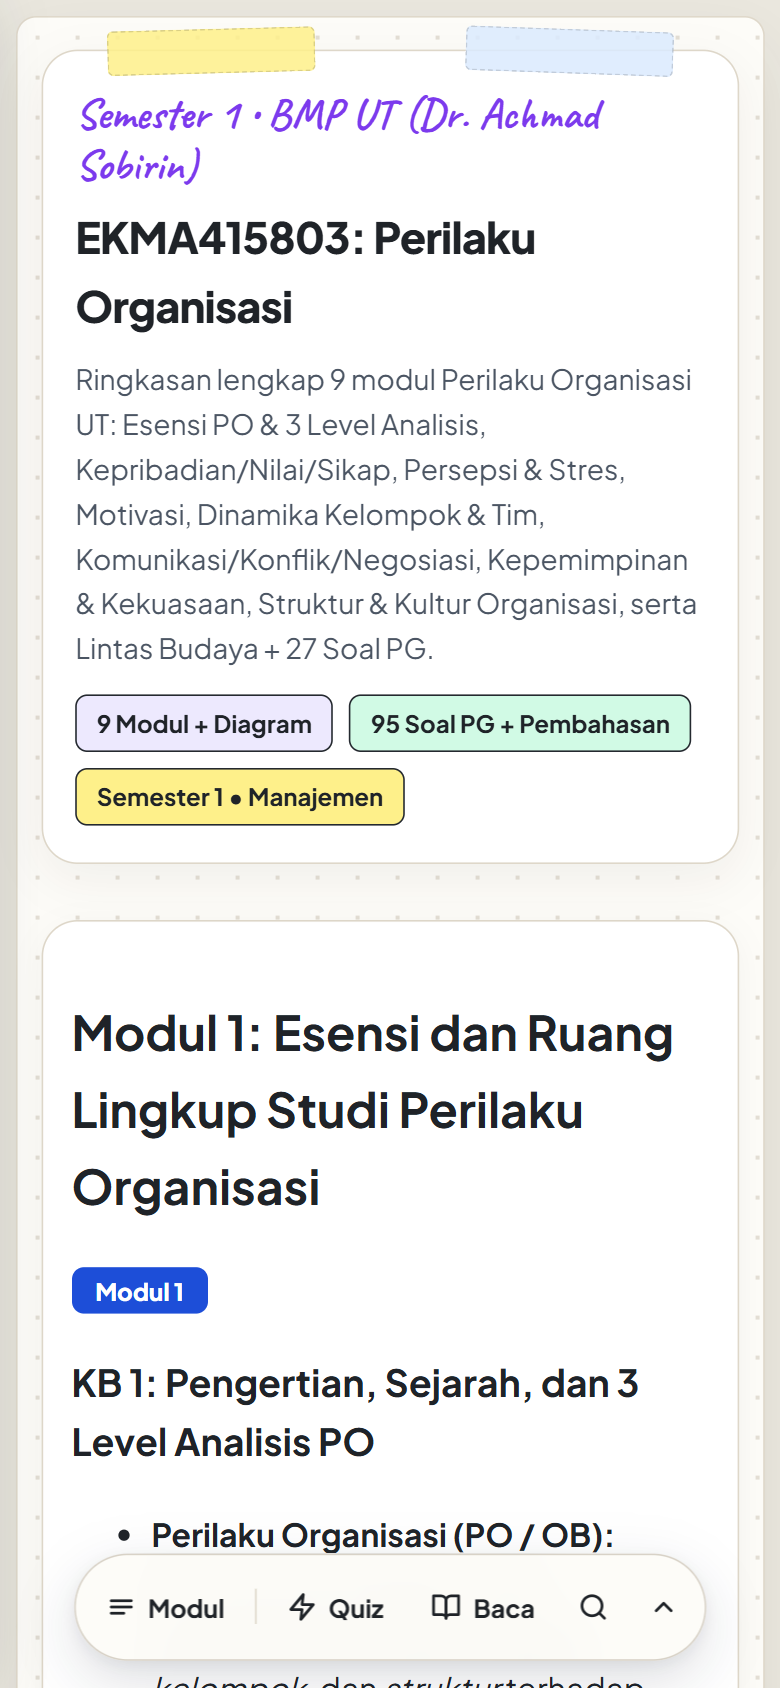 Semester 1 • BMP UT (Dr. Achmad
Sobirin)
EKMA415803: Perilaku
Organisasi
Ringkasan lengkap 9 modul Perilaku Organisasi
UT: Esensi PO & 3 Level Analisis,
Kepribadian/Nilai/Sikap, Persepsi & Stres,
Motivasi, Dinamika Kelompok & Tim,
Komunikasi/Konflik/Negosiasi, Kepemimpinan
& Kekuasaan, Struktur & Kultur Organisasi, serta
Lintas Budaya + 27 Soal PG.
9 Modul + Diagram
95 Soal PG + Pembahasan
Semester 1 • Manajemen
Modul 1: Esensi dan Ruang
Lingkup Studi Perilaku
Organisasi
Modul 1
KB 1: Pengertian, Sejarah, dan 3
Level Analisis PO
• Perilaku Organisasi (PO / OB):
Modul
Quiz
Baca
kelompok, dan struktur terhadap